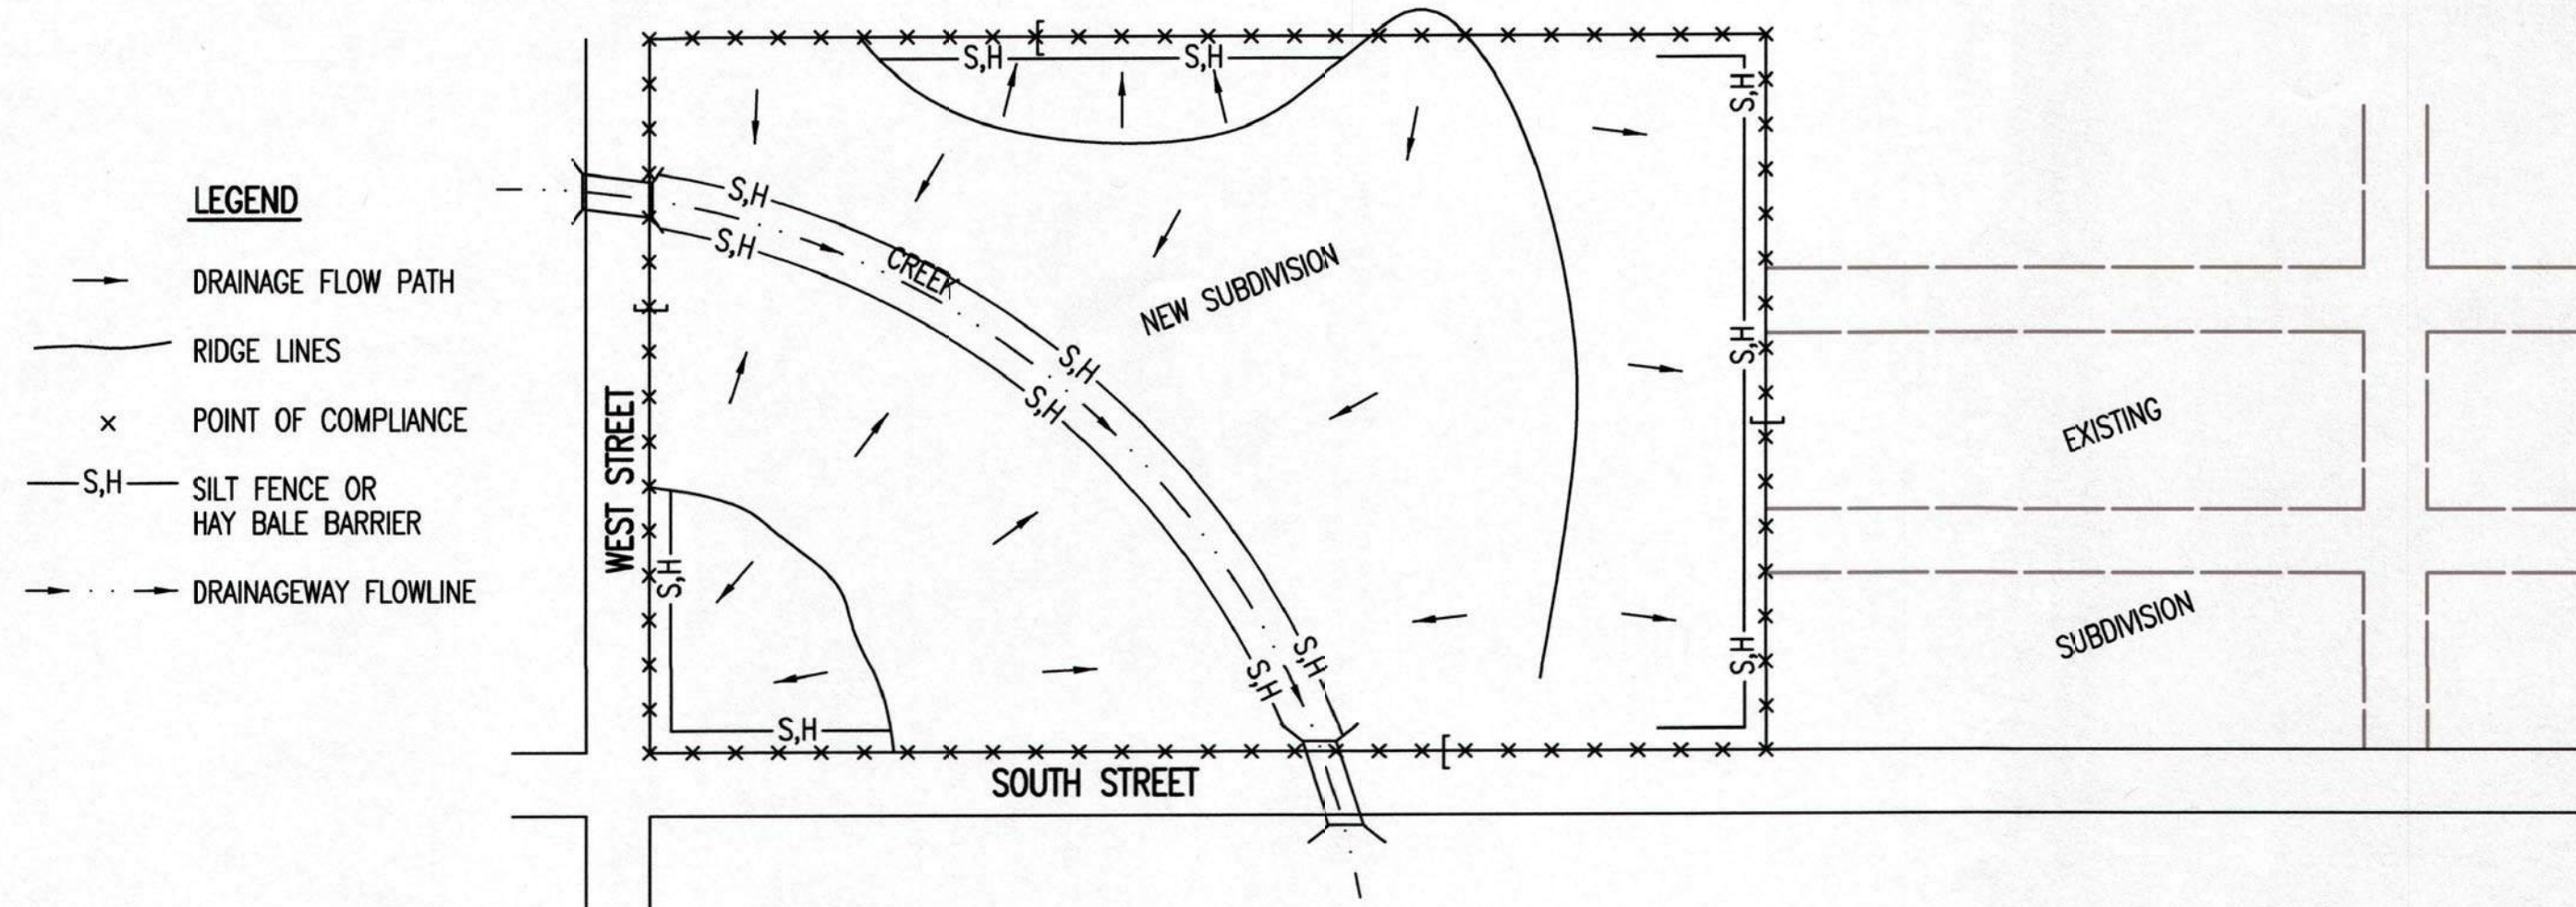 LEGEND
DRAINAGE FLOW PATH
RIDGE LINES
× POINT OF COMPLIANCE
S,H SILT FENCE OR
HAY BALE BARRIER
DRAINAGEWAY FLOWLINE
S,H
S,H
S,H
S,H
S,H
CREEK
NEW SUBDIVISION
S,H
S,H
S,H
WEST STREET
S,H
S,H
S,H
S,H
S,H
S,H
SOUTH STREET
EXISTING
SUBDIVISION